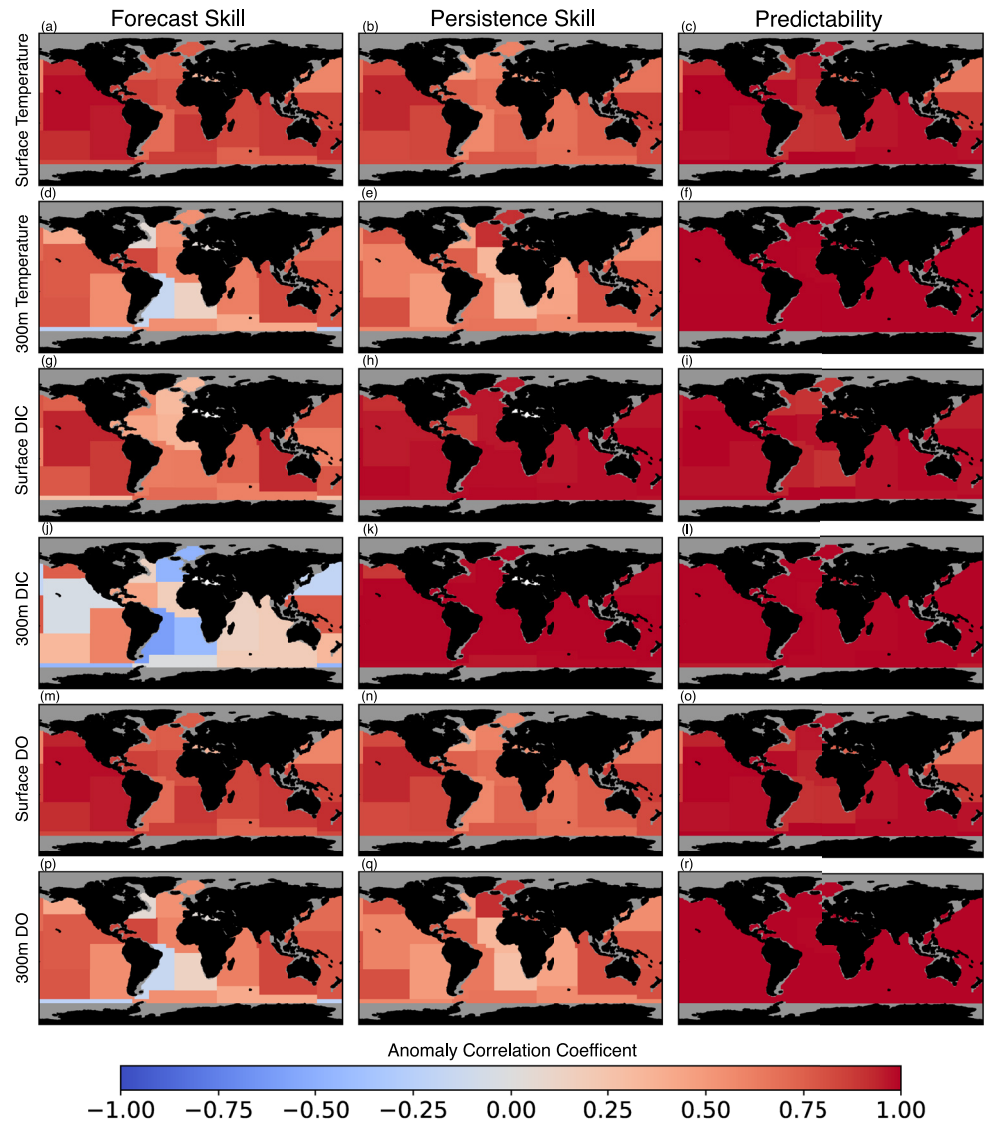 Forecast Skill Persistence Skill Predictability
(a) (b) (c)
Surface Temperature
(d) (e) (f)
300m Temperature
(g) (h) (i)
Surface DIC
(j) (k) (l)
300m DIC
(m) (n) (o)
Surface DO
(p) (q) (r)
300m DO
Anomaly Correlation Coefficent
−1.00 −0.75 −0.50 −0.25 0.00 0.25 0.50 0.75 1.00